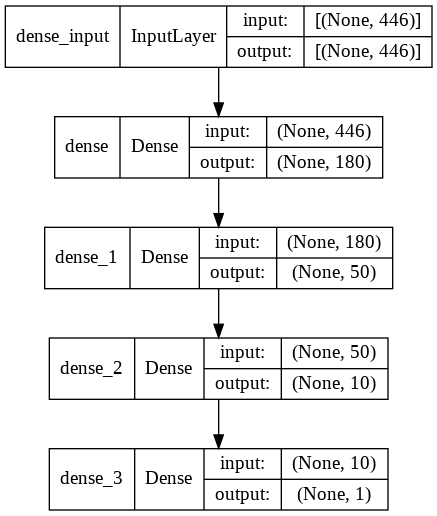 dense_input InputLayer input: [(None, 446)]
output: [(None, 446)]
dense Dense input: (None, 446)
output: (None, 180)
dense_1 Dense input: (None, 180)
output: (None, 50)
dense_2 Dense input: (None, 50)
output: (None, 10)
dense_3 Dense input: (None, 10)
output: (None, 1)